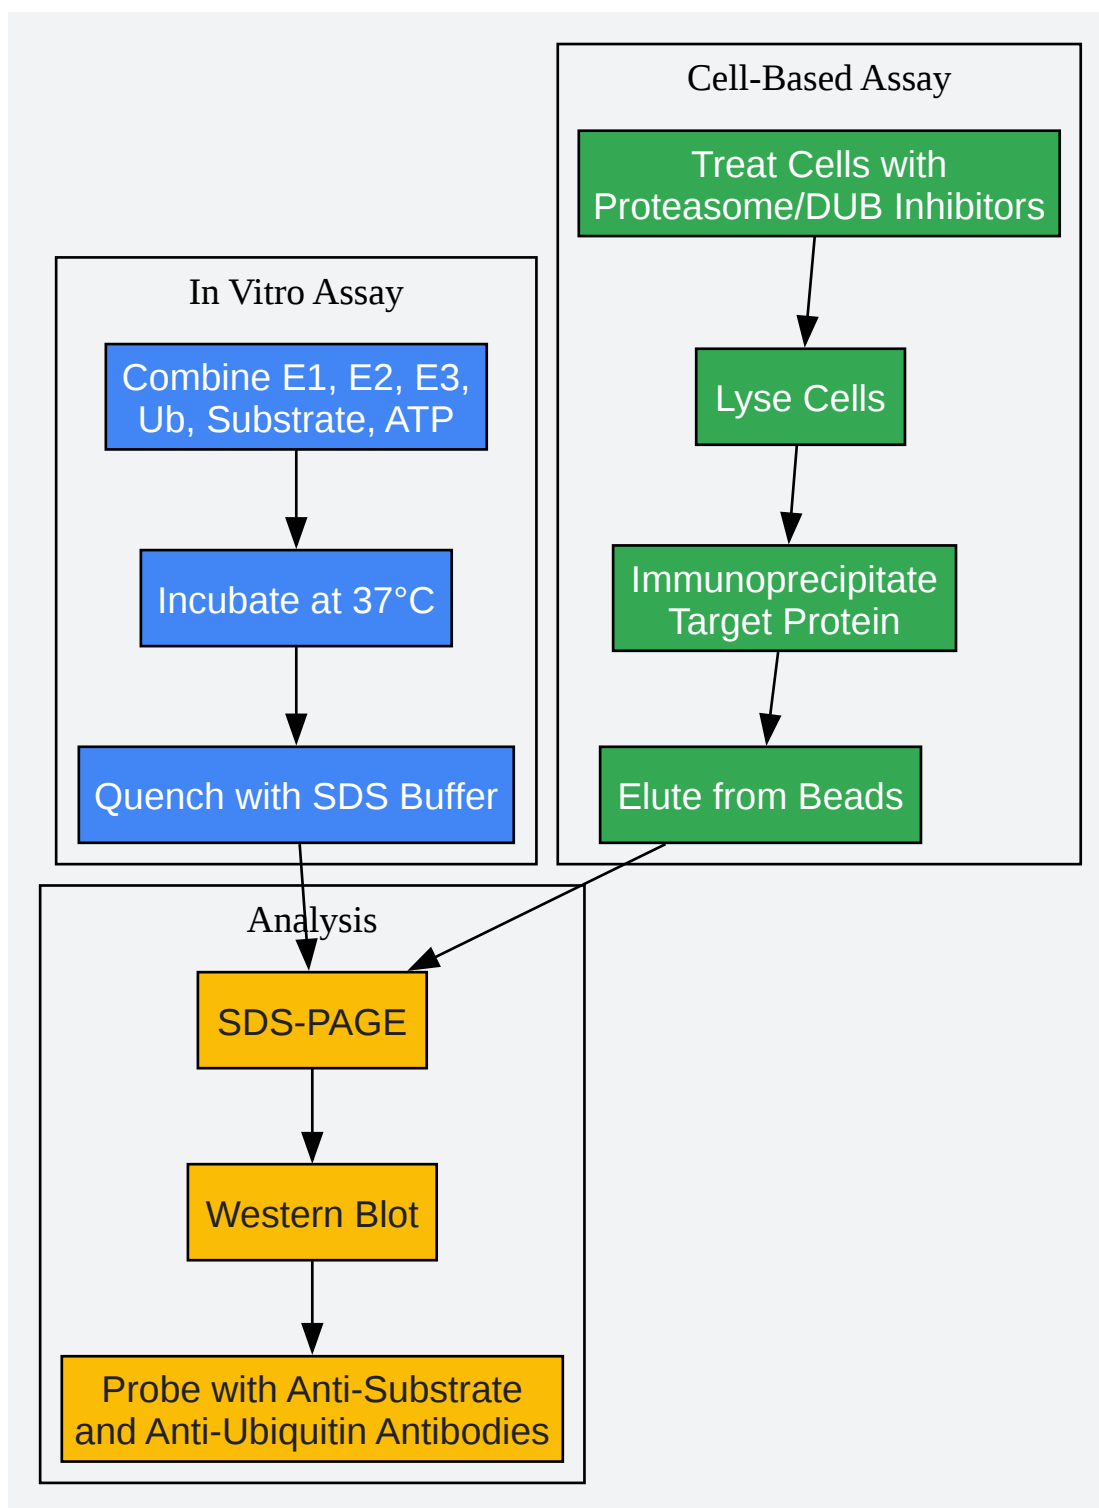 Cell-Based Assay
Treat Cells with
Proteasome/DUB Inhibitors
Lyse Cells
Immunoprecipitate
Target Protein
Elute from Beads
In Vitro Assay
Combine E1, E2, E3,
Ub, Substrate, ATP
Incubate at 37°C
Quench with SDS Buffer
Analysis
SDS-PAGE
Western Blot
Probe with Anti-Substrate
and Anti-Ubiquitin Antibodies